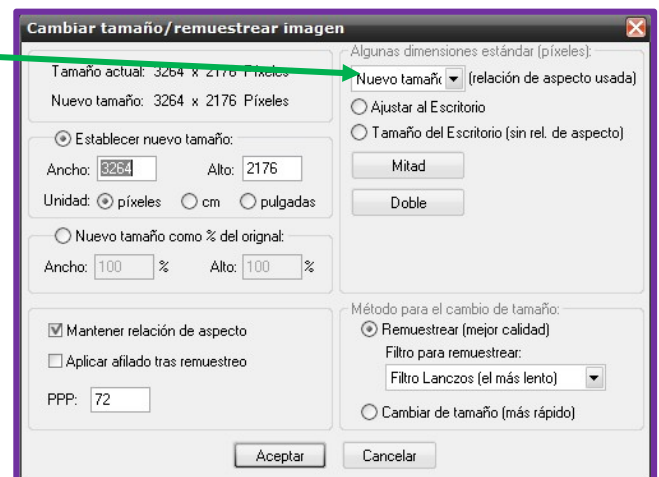 Cambiar tamaño/remuestrear imagen
Tamaño actual: 3264 x 2176 Píxeles
Nuevo tamaño: 3264 x 2176 Píxeles
Establecer nuevo tamaño:
Ancho: 3264 Alto: 2176
Unidad: píxeles cm pulgadas
Nuevo tamaño como % del orignal:
Ancho: 100 % Alto: 100 %
Mantener relación de aspecto
Aplicar afilado tras remuestreo
PPP: 72
Algunas dimensiones estándar (píxeles):
Nuevo tamañ (relación de aspecto usada)
Ajustar al Escritorio
Tamaño del Escritorio (sin rel. de aspecto)
Mitad
Doble
Método para el cambio de tamaño:
Remuestrear (mejor calidad)
Filtro para remuestrear:
Filtro Lanczos (el más lento)
Cambiar de tamaño (más rápido)
Aceptar Cancelar